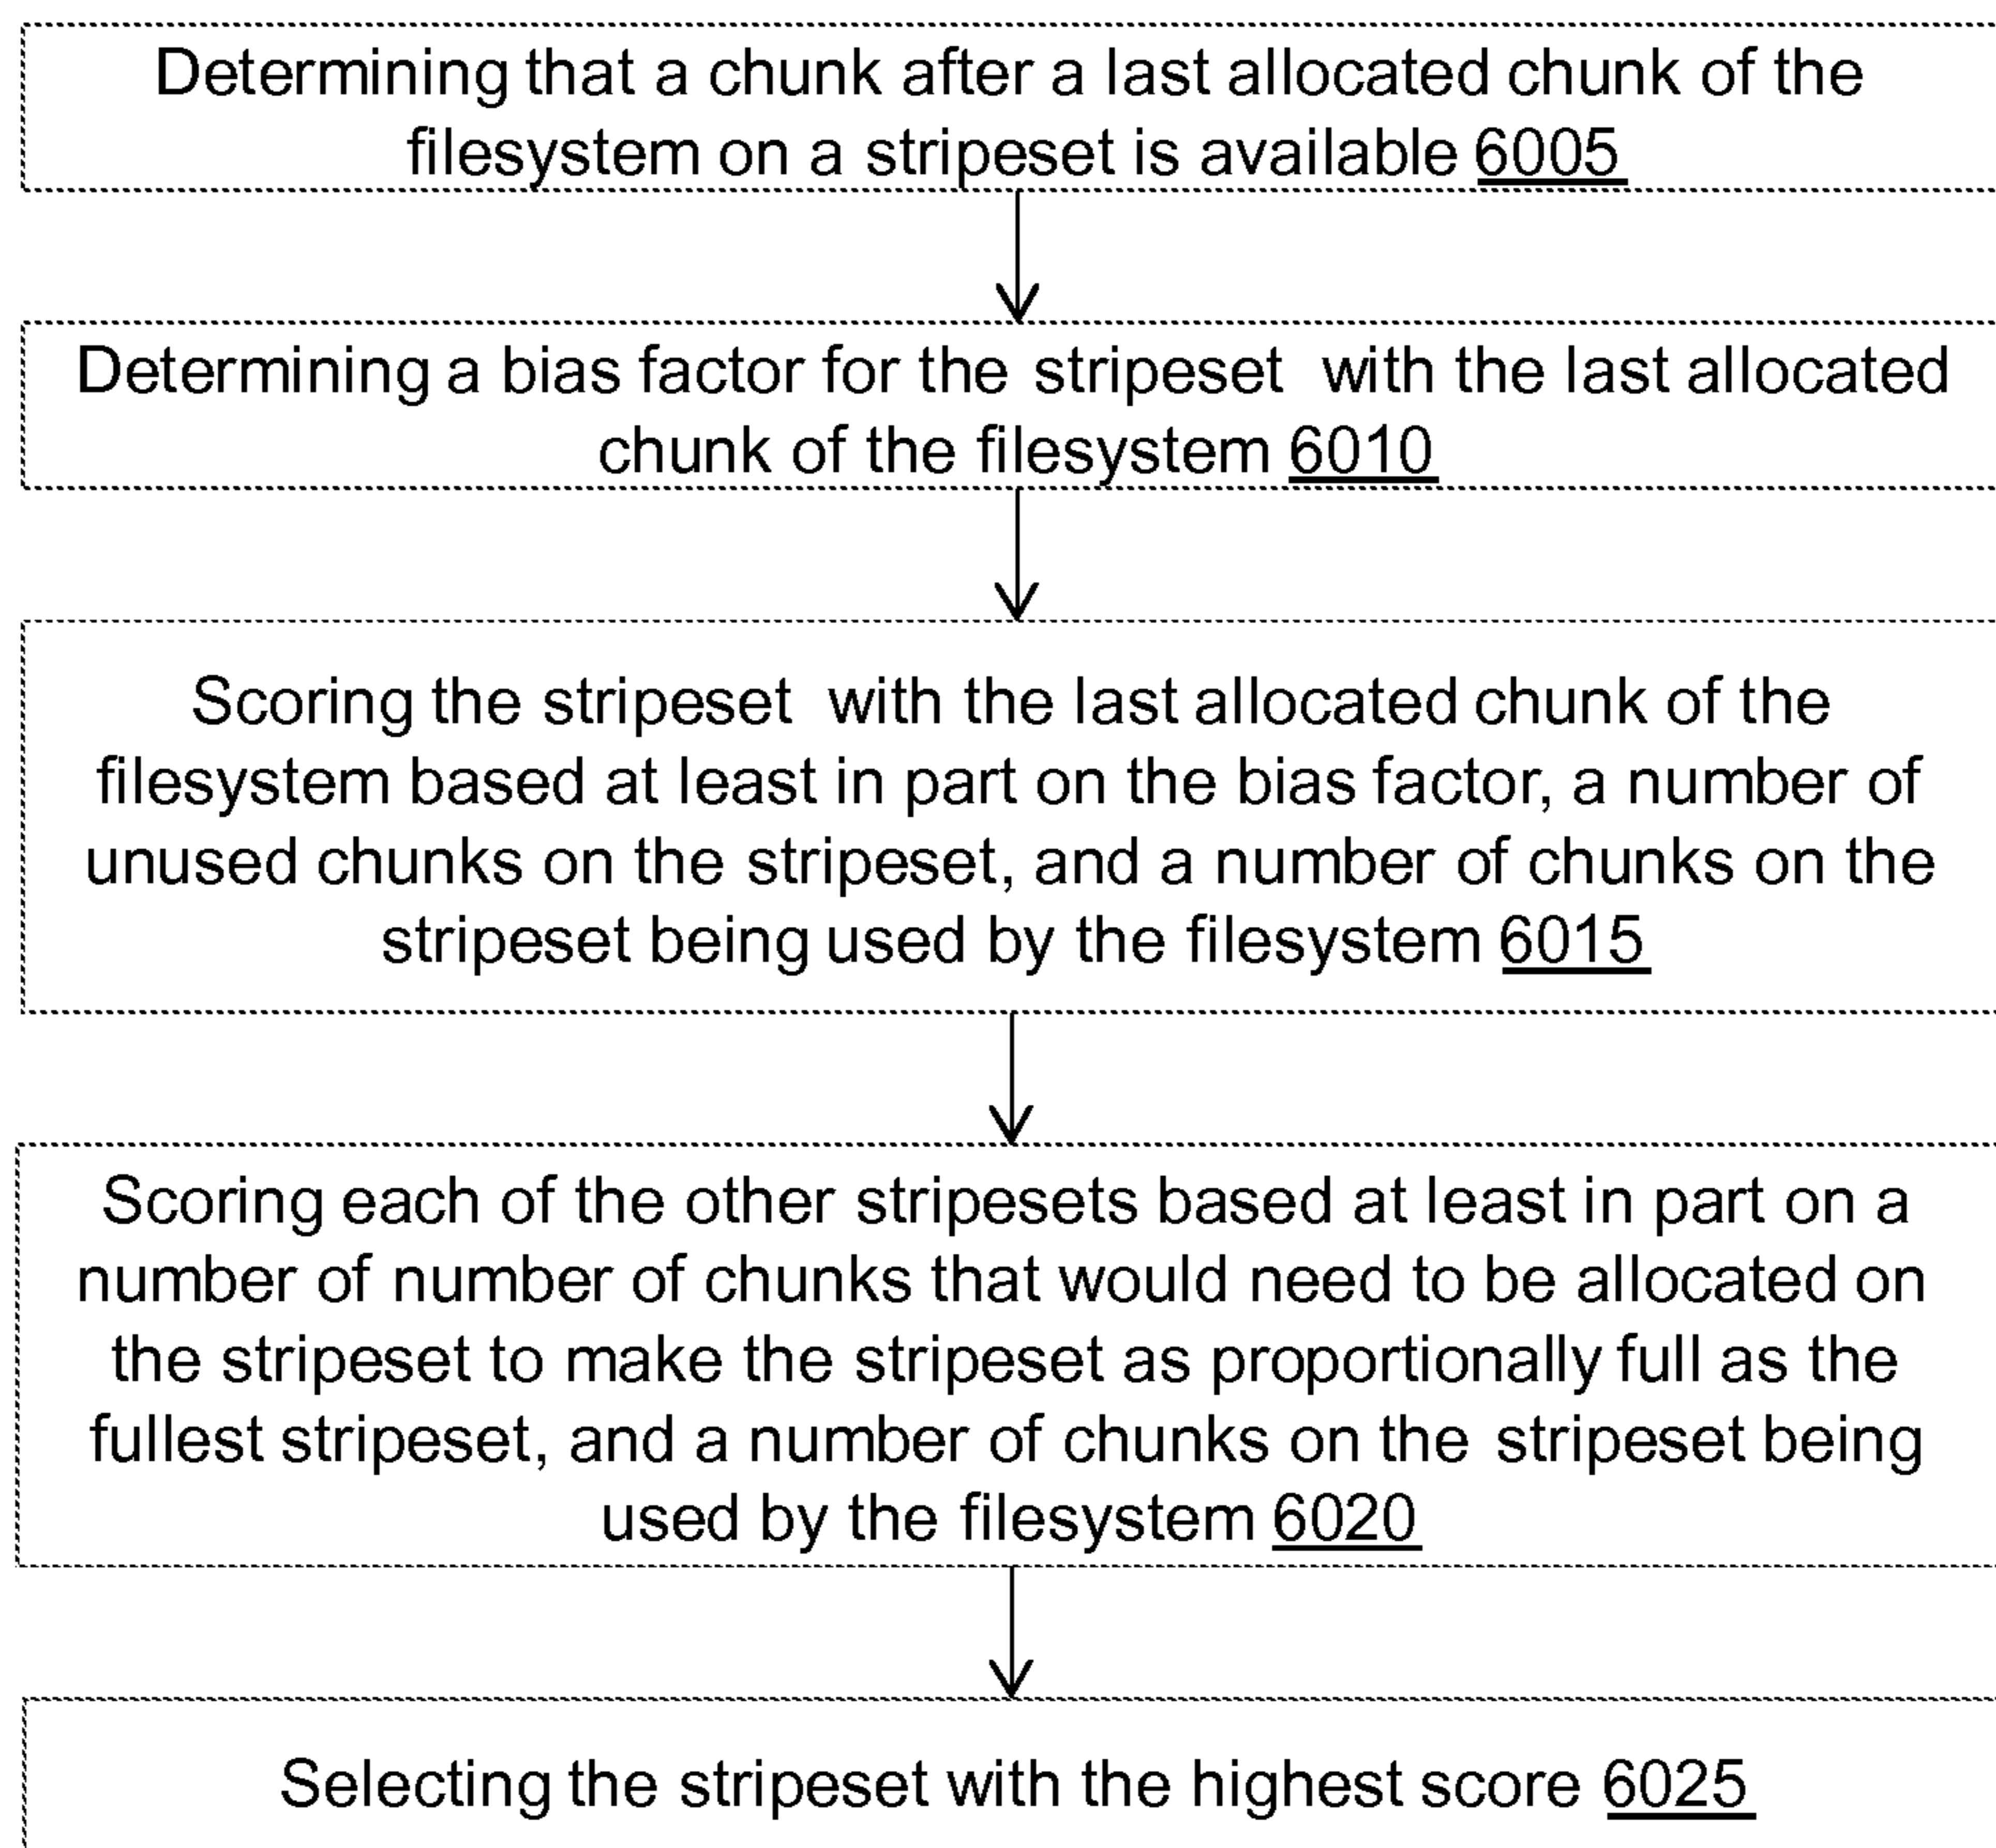 Determining that a chunk after a last allocated chunk of the
filesystem on a stripeset is available 6005
Determining a bias factor for the stripeset with the last allocated
chunk of the filesystem 6010
Scoring the stripeset with the last allocated chunk of the
filesystem based at least in part on the bias factor, a number of
unused chunks on the stripeset, and a number of chunks on the
stripeset being used by the filesystem 6015
Scoring each of the other stripesets based at least in part on a
number of number of chunks that would need to be allocated on
the stripeset to make the stripeset as proportionally full as the
fullest stripeset, and a number of chunks on the stripeset being
used by the filesystem 6020
Selecting the stripeset with the highest score 6025